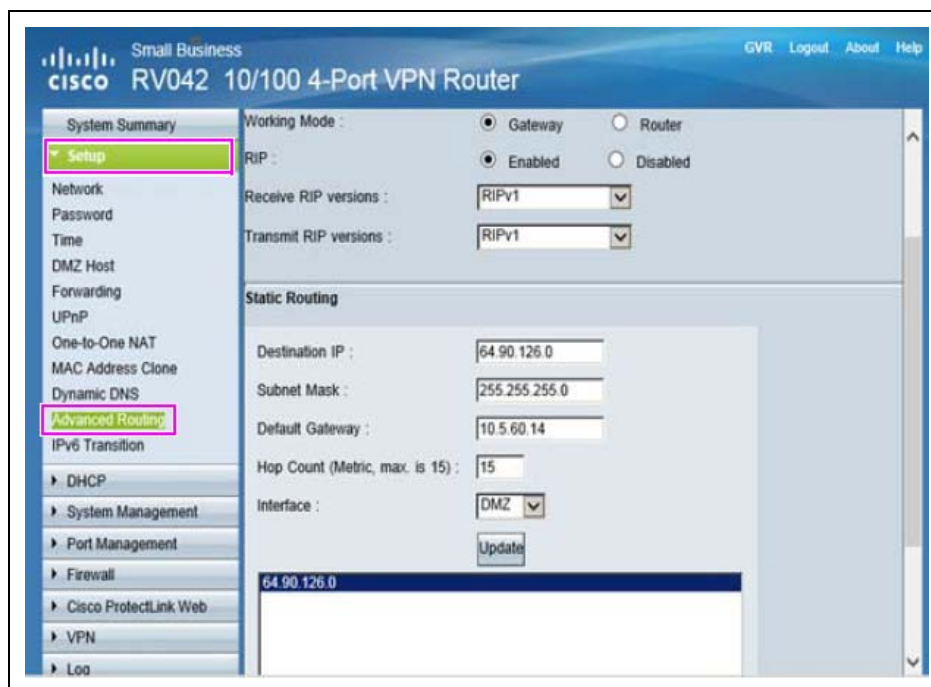 Small Business
GVR Logout About Help
cisco RV042 10/100 4-Port VPN Router
System Summary
Setup
Network
Password
Time
DMZ Host
Forwarding
UPnP
One-to-One NAT
MAC Address Clone
Dynamic DNS
Advanced Routing
IPv6 Transition
DHCP
System Management
Port Management
Firewall
Cisco ProtectLink Web
VPN
Log
Working Mode : Gateway Router
RIP : Enabled Disabled
Receive RIP versions : RIPv1
Transmit RIP versions : RIPv1
Static Routing
Destination IP : 64.90.126.0
Subnet Mask : 255.255.255.0
Default Gateway : 10.5.60.14
Hop Count (Metric, max. is 15) : 15
Interface : DMZ
Update
64.90.126.0